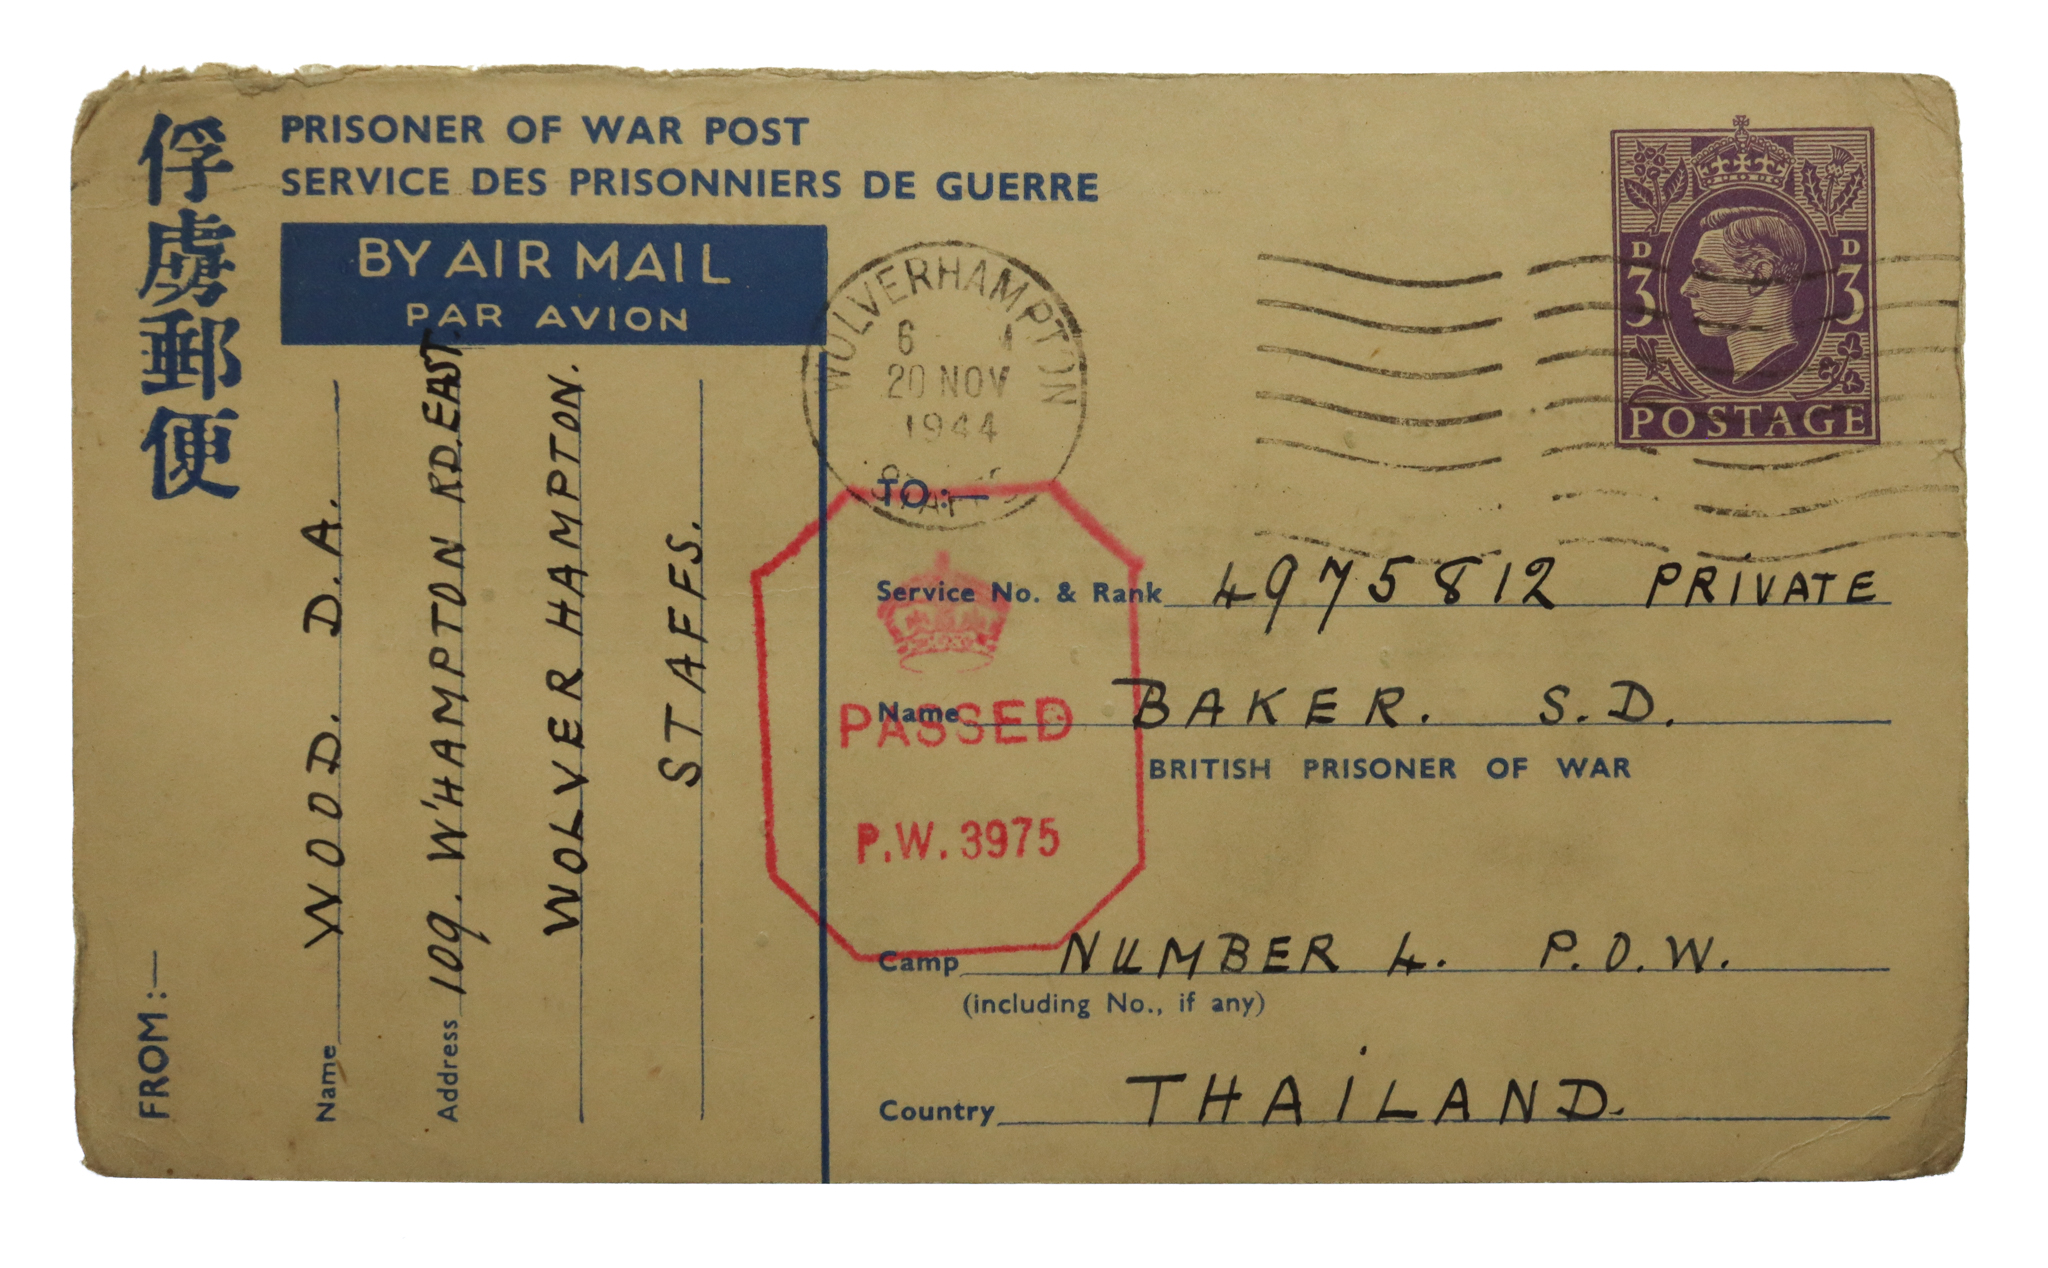 俘虜郵便
PRISONER OF WAR POST
SERVICE DES PRISONNIERS DE GUERRE
BY AIR MAIL
PAR AVION
FROM:—
Name WOOD. D.A.
Address 109. W'HAMPTON RD. EAST.
WOLVERHAMPTON.
STAFFS.
WOLVERHAMPTON
6
20 NOV
1944
D D
3 3
POSTAGE
TO:—
Service No. & Rank 4975812 PRIVATE
Name BAKER. S.D.
BRITISH PRISONER OF WAR
PASSED
P.W. 3975
Camp NUMBER 4. P.O.W.
(including No., if any)
Country THAILAND.